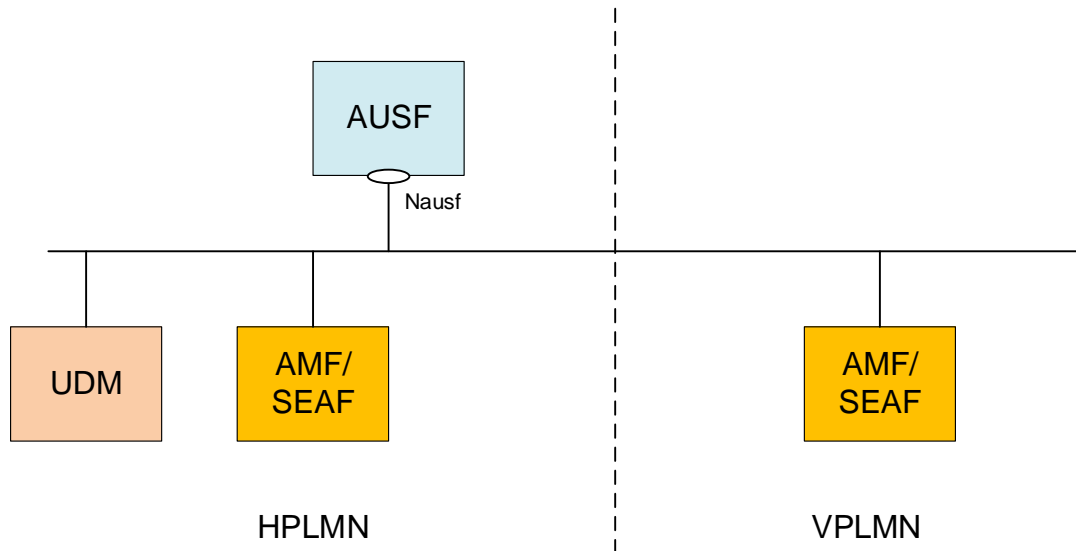 AUSF
Nausf
UDM
AMF/
SEAF
AMF/
SEAF
HPLMN
VPLMN